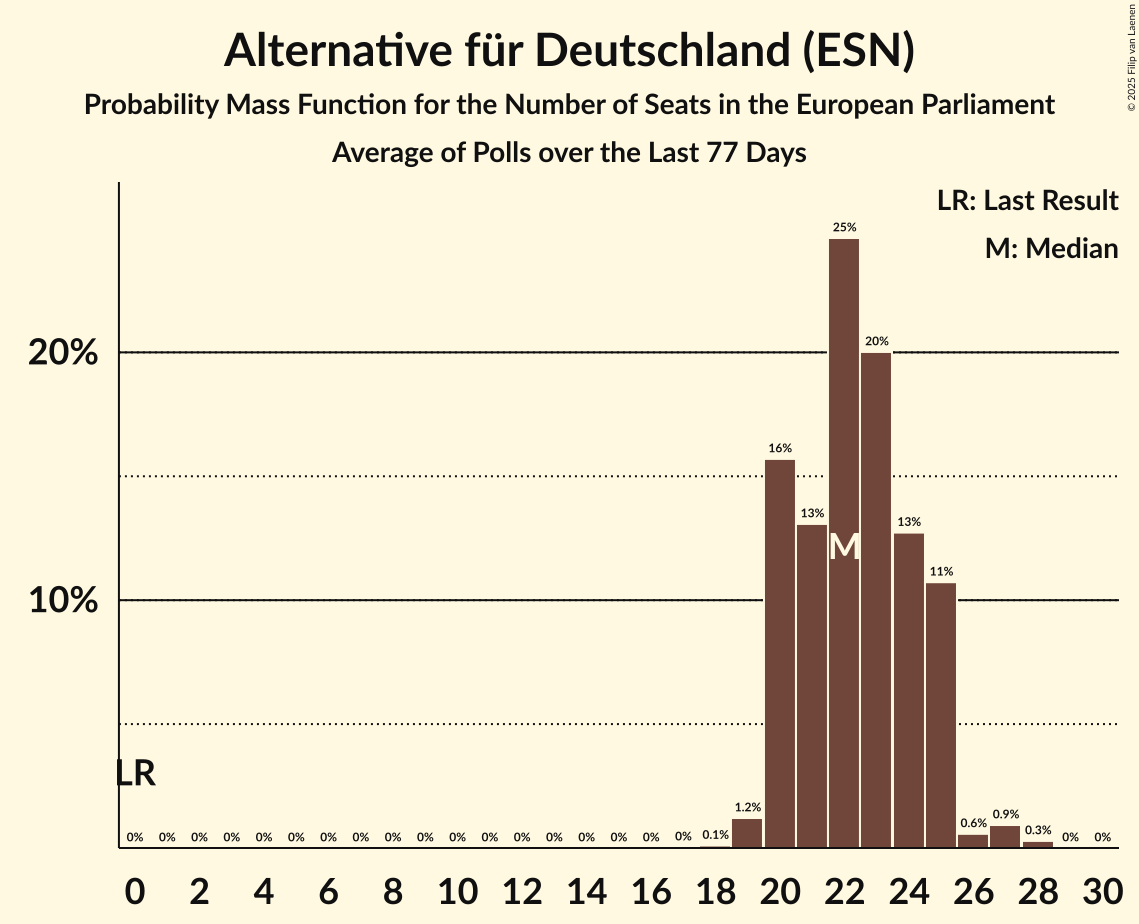 Alternative für Deutschland (ESN)
Probability Mass Function for the Number of Seats in the European Parliament
Average of Polls over the Last 77 Days
© 2025 Filip van Laenen
LR: Last Result
M: Median
25%
20%
20%
16%
13%
13%
M
11%
10%
LR
0% 0% 0% 0% 0% 0% 0% 0% 0% 0% 0% 0% 0% 0% 0% 0% 0% 0% 0.1% 1.2% 0.6% 0.9% 0.3% 0% 0%
0 2 4 6 8 10 12 14 16 18 20 22 24 26 28 30